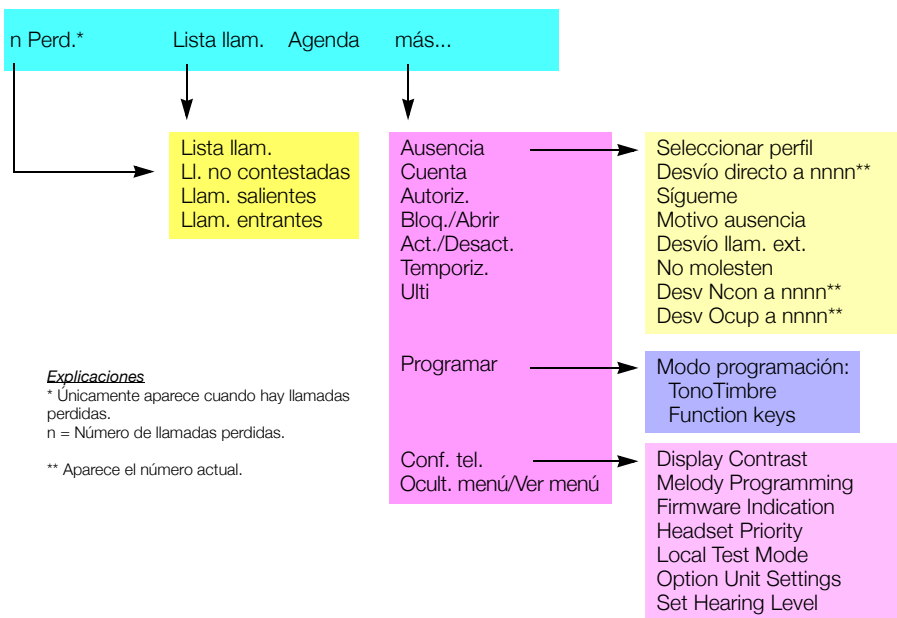 n Perd.* Lista llam. Agenda más...
Lista llam.
Ll. no contestadas
Llam. salientes
Llam. entrantes
Ausencia
Cuenta
Autoriz.
Bloq./Abrir
Act./Desact.
Temporiz.
Ulti
Programar
Conf. tel.
Ocult. menú/Ver menú
Seleccionar perfil
Desvío directo a nnnn**
Sígueme
Motivo ausencia
Desvío llam. ext.
No molesten
Desv Ncon a nnnn**
Desv Ocup a nnnn**
Modo programación:
TonoTimbre
Function keys
Display Contrast
Melody Programming
Firmware Indication
Headset Priority
Local Test Mode
Option Unit Settings
Set Hearing Level
Explicaciones
* Únicamente aparece cuando hay llamadas
perdidas.
n = Número de llamadas perdidas.
** Aparece el número actual.